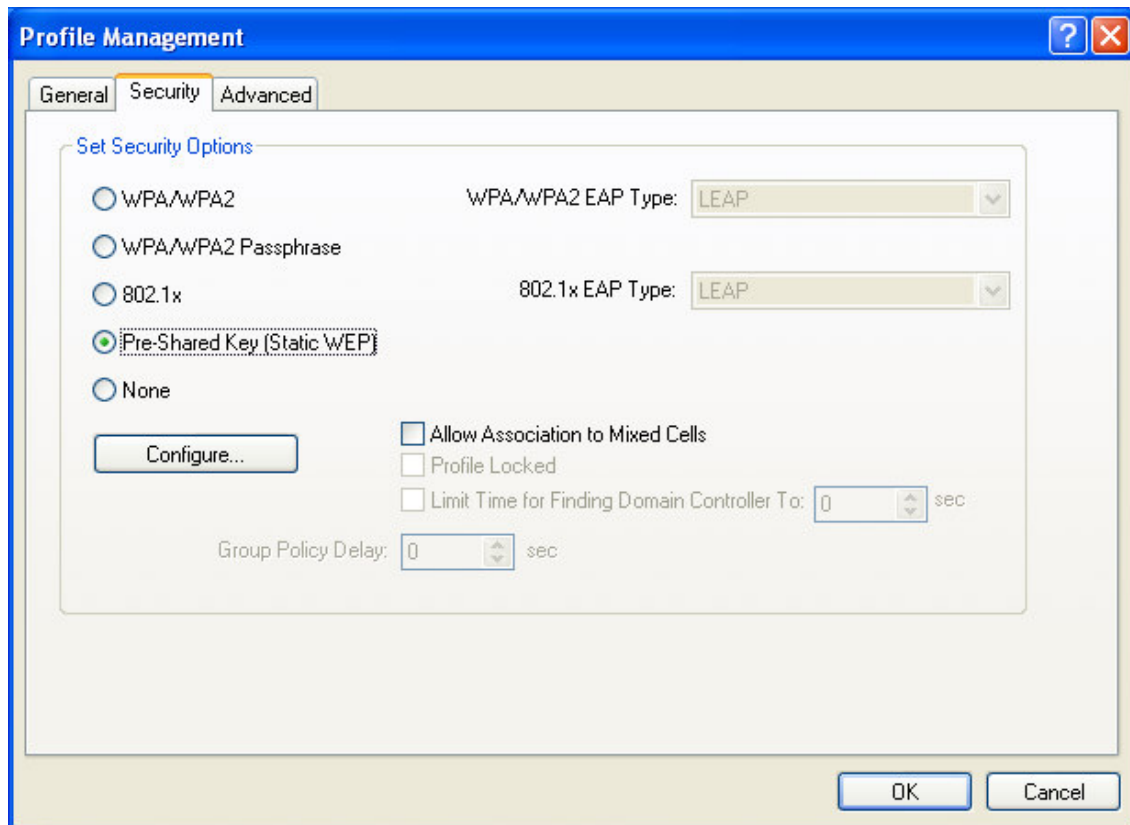 Profile Management
General Security Advanced
Set Security Options
WPA/WPA2 WPA/WPA2 EAP Type: LEAP
WPA/WPA2 Passphrase
802.1x 802.1x EAP Type: LEAP
Pre-Shared Key (Static WEP)
None
Configure... Allow Association to Mixed Cells
Profile Locked
Limit Time for Finding Domain Controller To: 0 sec
Group Policy Delay: 0 sec
OK Cancel